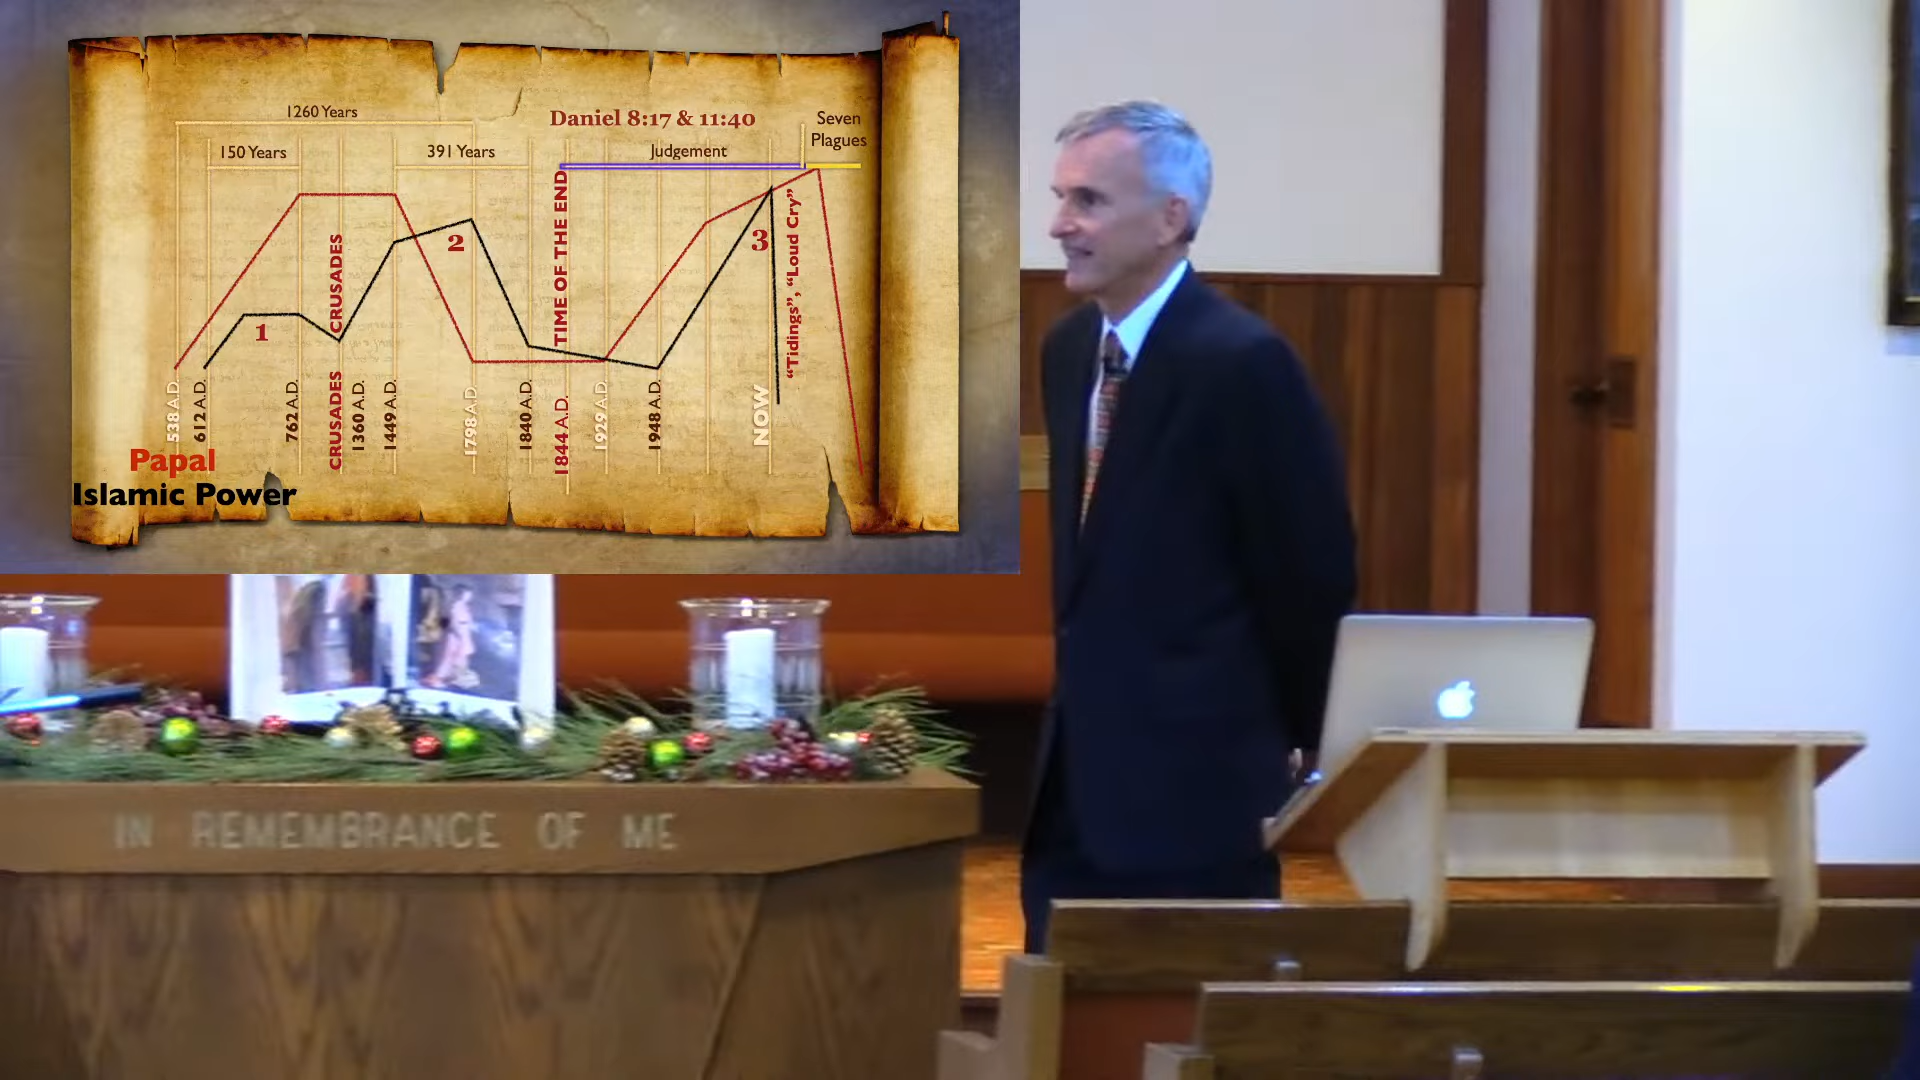 1260 Years
Daniel 8:17 & 11:40
Seven
Plagues
150 Years
391 Years
Judgement
1
2
3
CRUSADES
TIME OF THE END
"Tidings", "Loud Cry"
538 A.D.
612 A.D.
762 A.D.
CRUSADES
1360 A.D.
1449 A.D.
1798 A.D.
1840 A.D.
1844 A.D.
1929 A.D.
1948 A.D.
NOW
Papal
Islamic Power
IN REMEMBRANCE OF ME